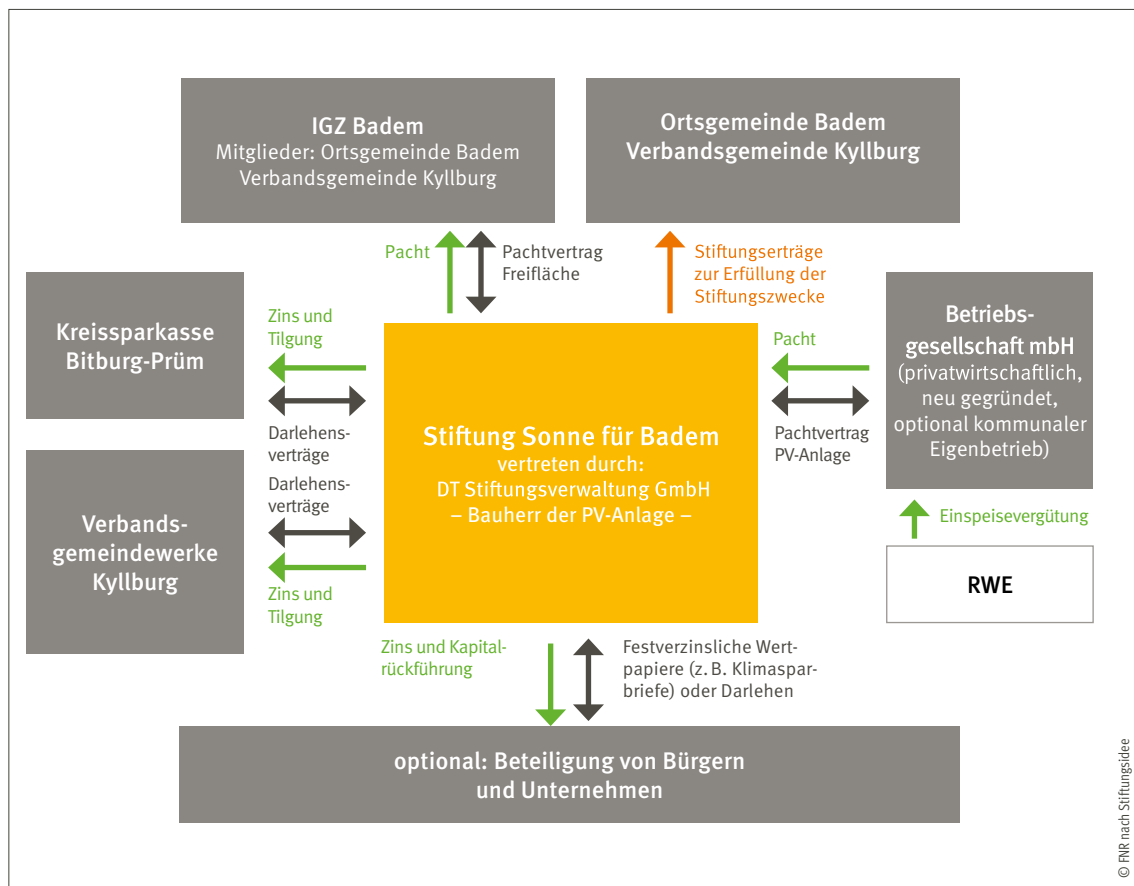 IGZ Badem
Mitglieder: Ortsgemeinde Badem
Verbandsgemeinde Kyllburg
Ortsgemeinde Badem
Verbandsgemeinde Kyllburg
Pacht
Pachtvertrag
Freifläche
Stiftungserträge
zur Erfüllung der
Stiftungszwecke
Kreissparkasse
Bitburg-Prüm
Zins und
Tilgung
Darlehens-
verträge
Darlehens-
verträge
Verbands-
gemeindewerke
Kyllburg
Zins und
Tilgung
Stiftung Sonne für Badem
vertreten durch:
DT Stiftungsverwaltung GmbH
– Bauherr der PV-Anlage –
Pacht
Pachtvertrag
PV-Anlage
Betriebs-
gesellschaft mbH
(privatwirtschaftlich,
neu gegründet,
optional kommunaler
Eigenbetrieb)
Einspeisevergütung
RWE
Zins und Kapital-
rückführung
Festverzinsliche Wert-
papiere (z. B. Klimaspar-
briefe) oder Darlehen
optional: Beteiligung von Bürgern
und Unternehmen
© FNR nach Stiftungsidee